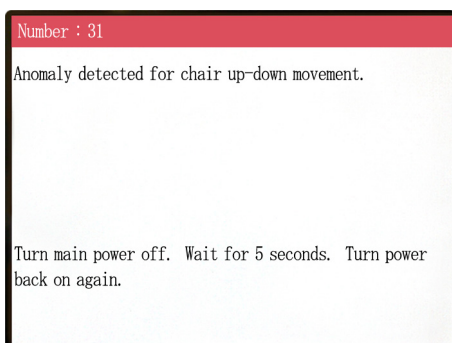 Number : 31
Anomaly detected for chair up-down movement.
Turn main power off. Wait for 5 seconds. Turn power
back on again.